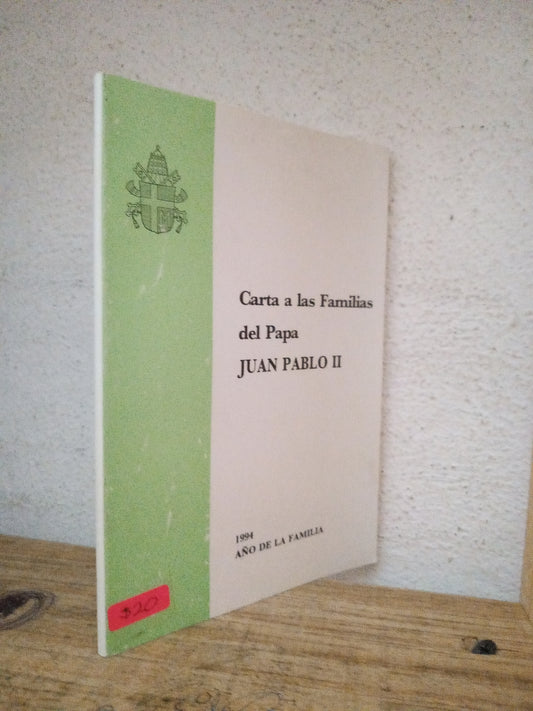 Carta a las Familias
del Papa
JUAN PABLO II
1994
AÑO DE LA FAMILIA
$20